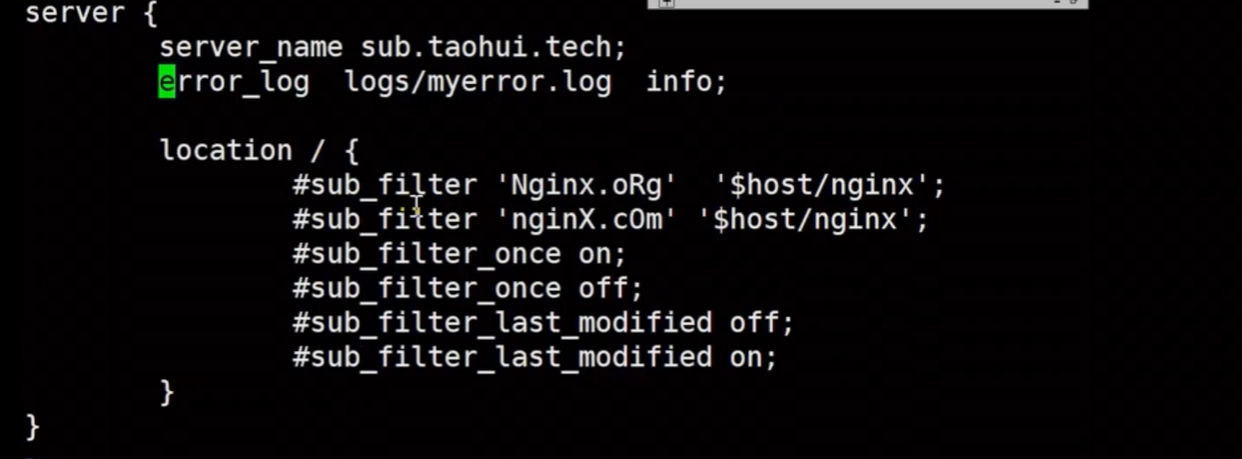 server {
        server_name sub.taohui.tech;
        error_log  logs/myerror.log  info;

        location / {
                #sub_filter 'Nginx.oRg'  '$host/nginx';
                #sub_filter 'nginX.cOm' '$host/nginx';
                #sub_filter_once on;
                #sub_filter_once off;
                #sub_filter_last_modified off;
                #sub_filter_last_modified on;
        }
}